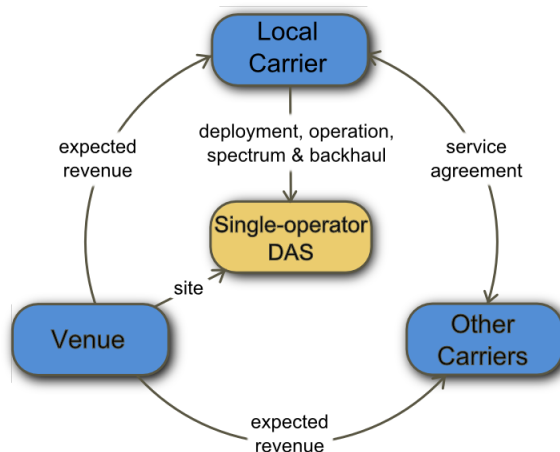 Local
Carrier
expected
revenue
deployment, operation,
spectrum & backhaul
service
agreement
Single-operator
DAS
site
Venue
Other
Carriers
expected
revenue